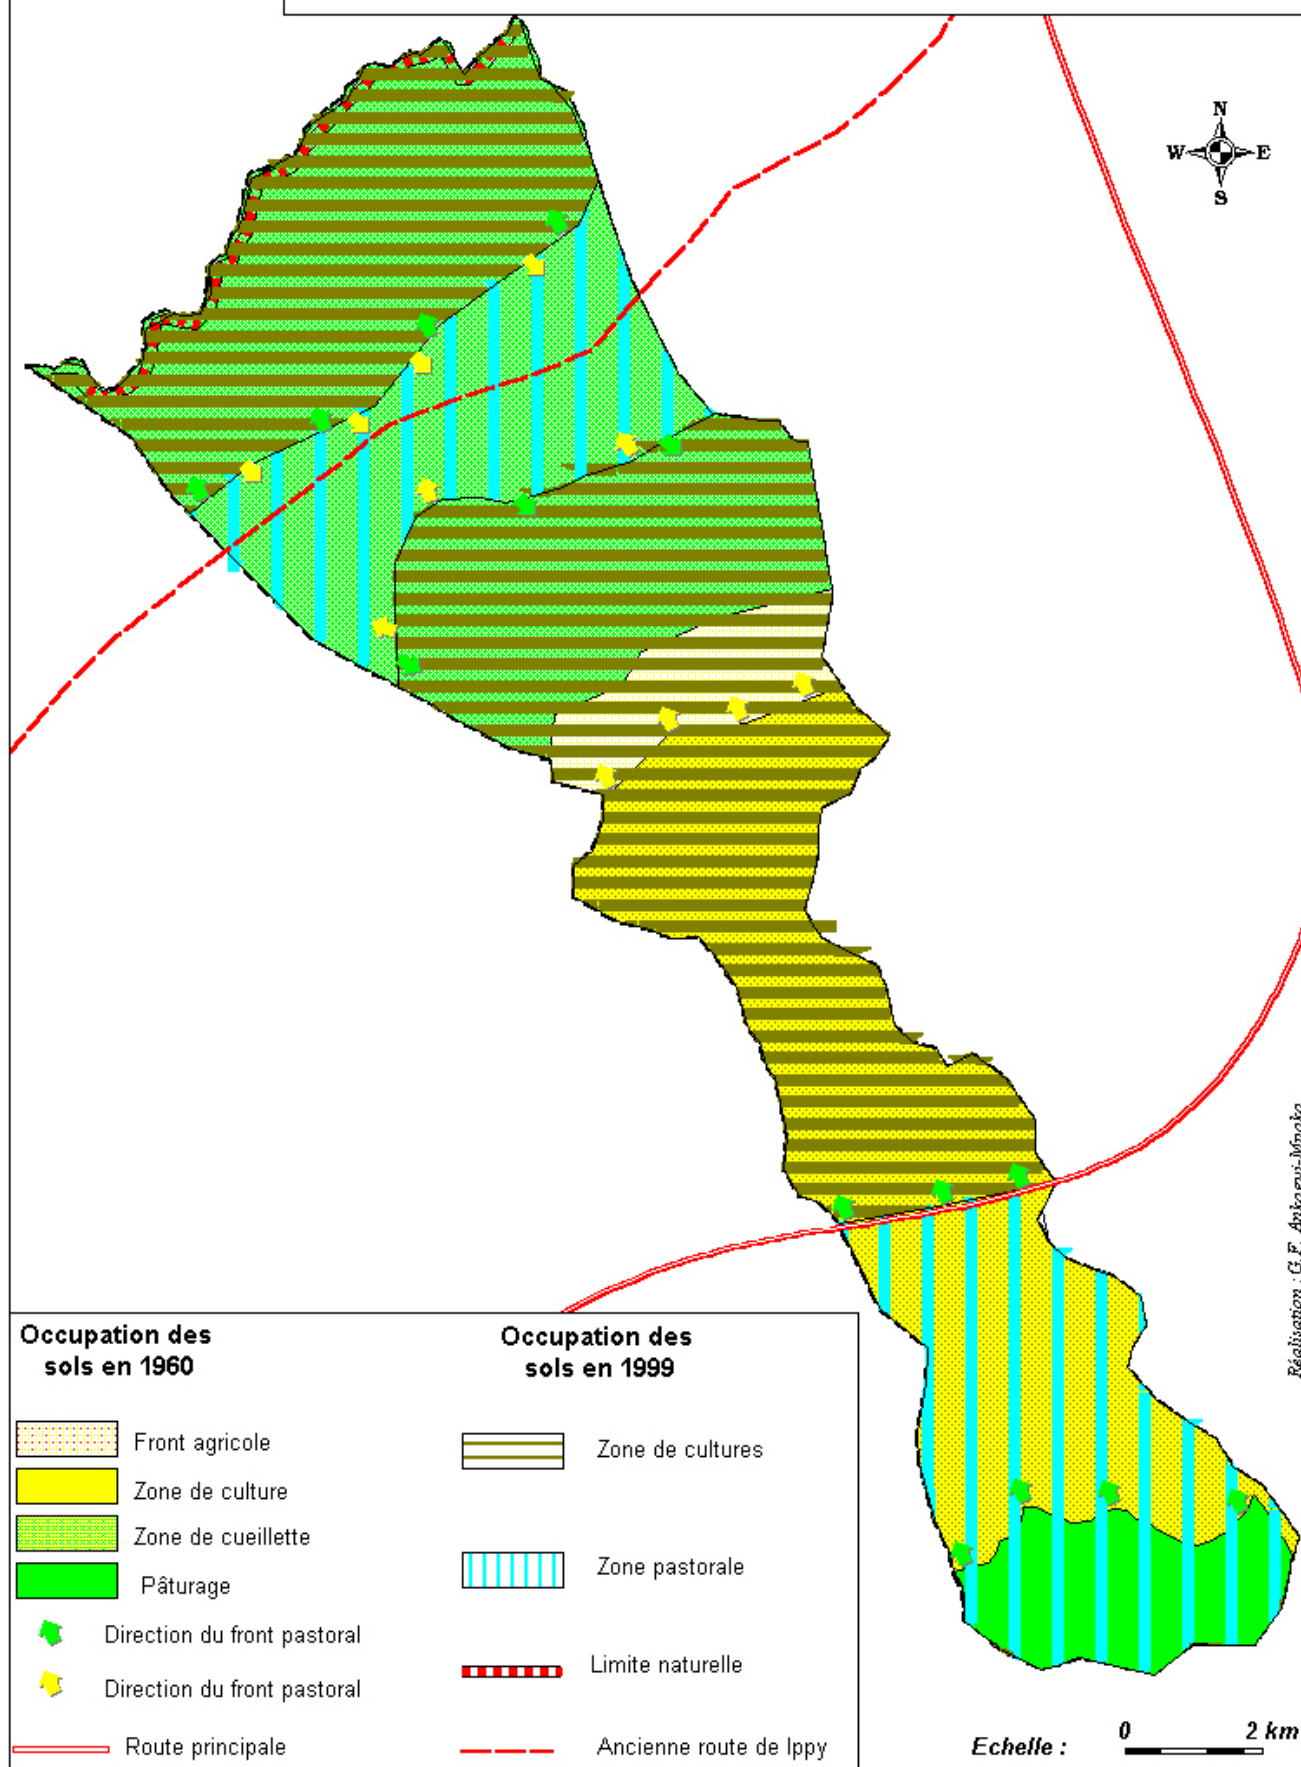 N
W E
S
Réalisation : G.F.
Occupation des
sols en 1960
Front agricole
Zone de culture
Zone de cueillette
Pâturage
Direction du front pastoral
Direction du front pastoral
Route principale
Occupation des
sols en 1999
Zone de cultures
Zone pastorale
Limite naturelle
Ancienne route de Ippy
Echelle :
0 2 km